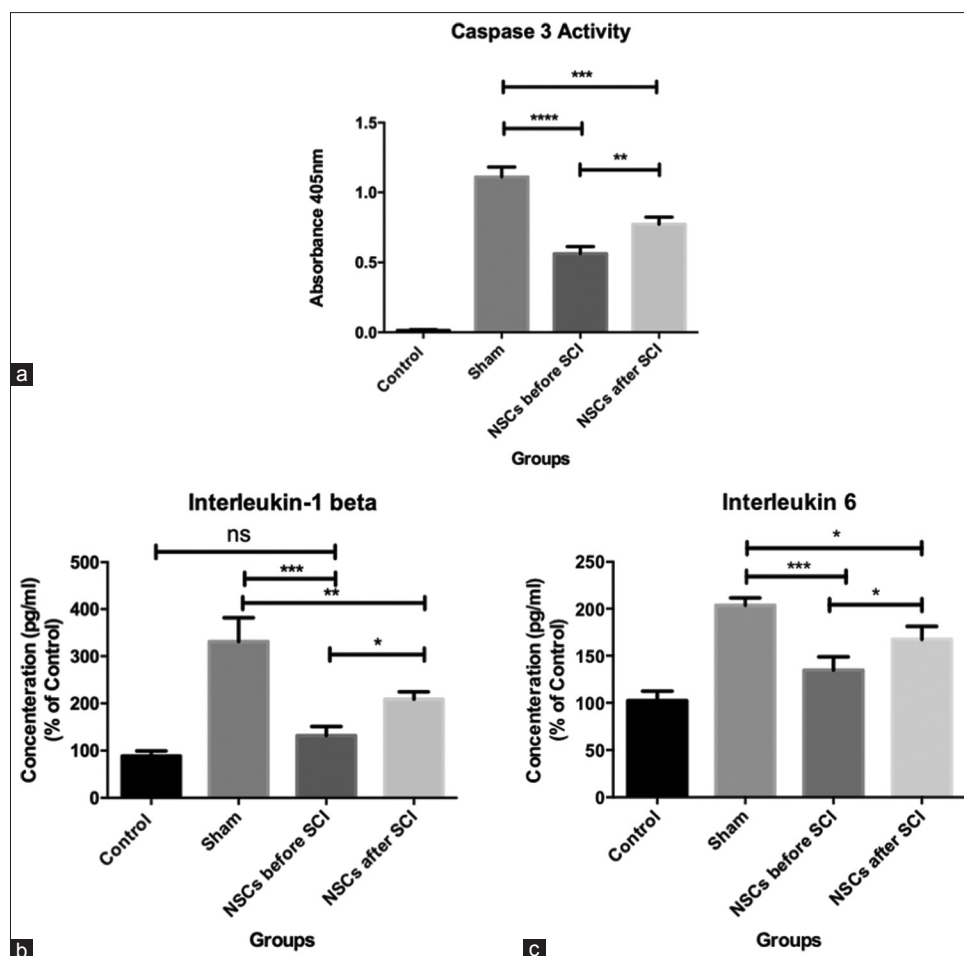 Caspase 3 Activity
***
****
**
1.5
1.0
0.5
0.0
Absorbance 405nm
Control
Sham
NSCs before SCI
NSCs after SCI
Groups
a
Interleukin-1 beta
ns
***
**
*
500
400
300
200
100
0
Concenteration (pg/ml)
(% of Control)
Control
Sham
NSCs before SCI
NSCs after SCI
Groups
b
Interleukin 6
*
***
*
250
200
150
100
50
0
Concenteration (pg/ml)
(% of Control)
Control
Sham
NSCs before SCI
NSCs after SCI
Groups
c